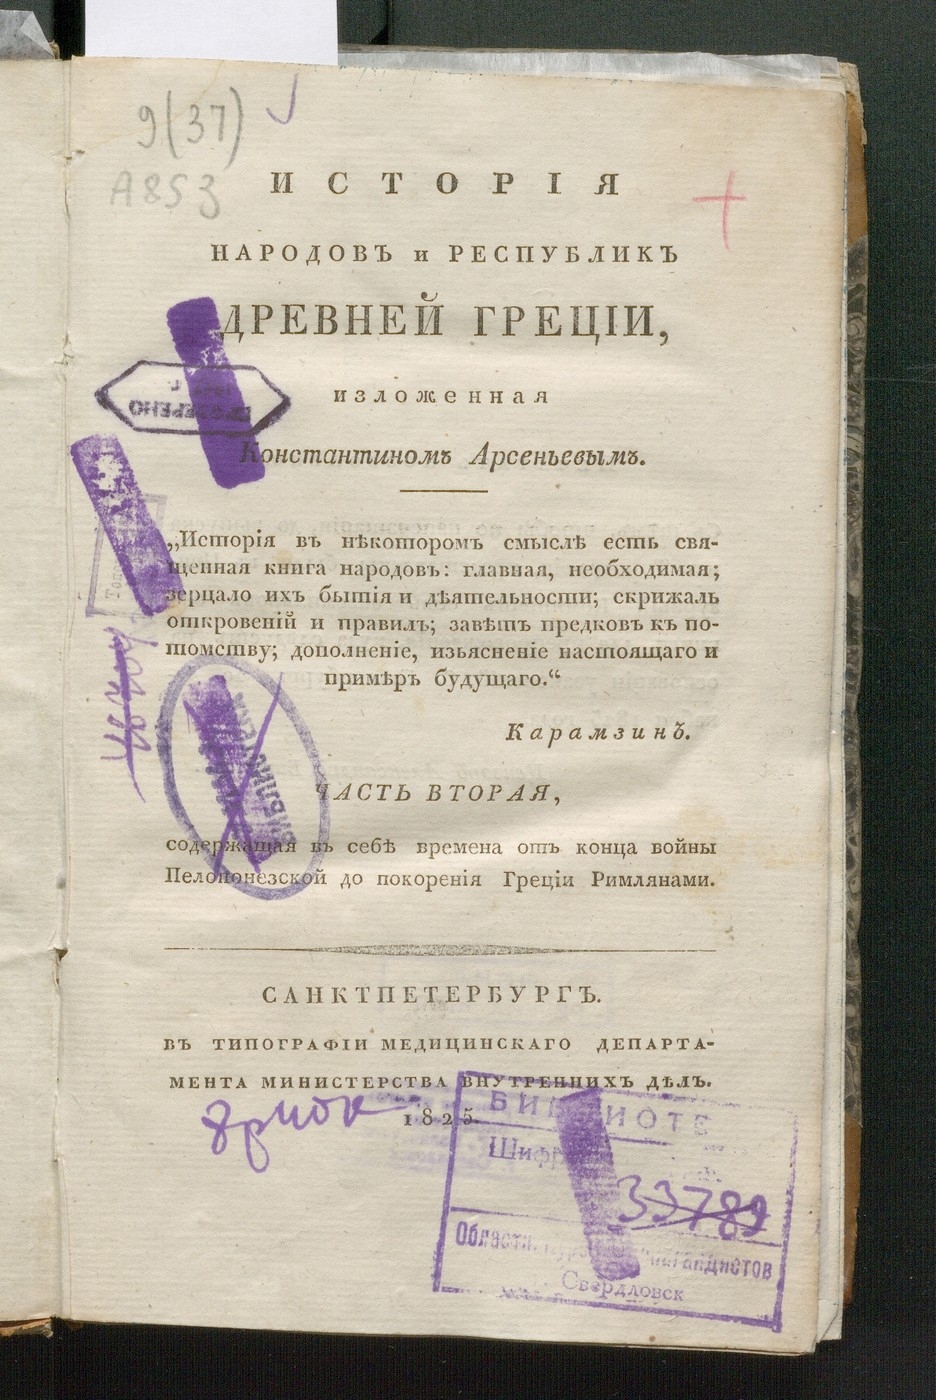 9(37)
А853
ИСТОРІЯ
НАРОДОВЪ и РЕСПУБЛИКЪ
ДРЕВНЕЙ ГРЕЦІИ,
изложенная
Константиномъ Арсеньевымъ.
„Исторія въ нѣкоторомъ смыслѣ есть свя-
щенная книга народовъ: главная, необходимая;
зерцало ихъ бытія и дѣятельности; скрижаль
откровеній и правилъ; завѣтъ предковъ къ по-
томству; дополненіе, изьясненіе настоящаго и
примѣръ будущаго.“
Карамзинъ.
ЧАСТЬ ВТОРАЯ,
содержащая въ себѣ времена отъ конца войны
Пелопонезской до покоренія Греціи Римлянами.
САНКТПЕТЕРБУРГЪ.
ВЪ ТИПОГРАФІИ МЕДИЦИНСКАГО ДЕПАРТА-
МЕНТА МИНИСТЕРСТВА ВНУТРЕННИХЪ ДѢЛЪ.
1825.
33789
Свердловск